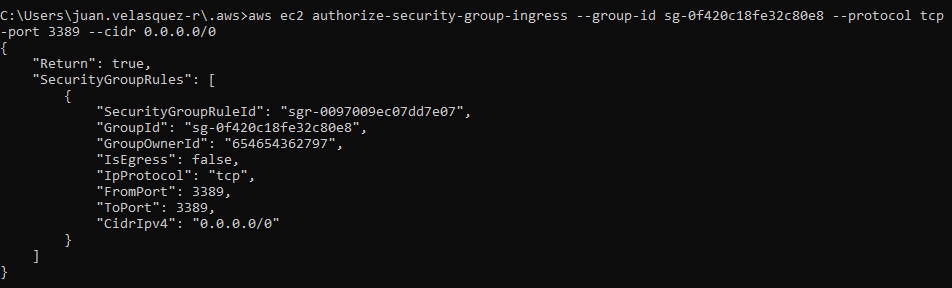 C:\Users\juan.velasquez-r\.aws>aws ec2 authorize-security-group-ingress --group-id sg-0f420c18fe32c80e8 --protocol tcp
-port 3389 --cidr 0.0.0.0/0
{
    "Return": true,
    "SecurityGroupRules": [
        {
            "SecurityGroupRuleId": "sgr-0097009ec07dd7e07",
            "GroupId": "sg-0f420c18fe32c80e8",
            "GroupOwnerId": "654654362797",
            "IsEgress": false,
            "IpProtocol": "tcp",
            "FromPort": 3389,
            "ToPort": 3389,
            "CidrIpv4": "0.0.0.0/0"
        }
    ]
}